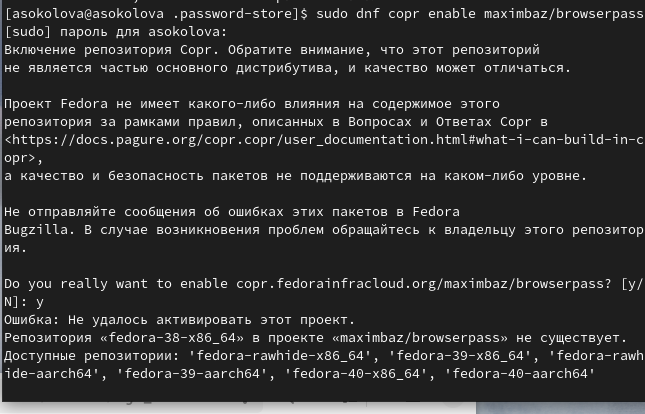 [asokolova@asokolova .password-store]$ sudo dnf copr enable maximbaz/browserpass
[sudo] пароль для asokolova:
Включение репозитория Copr. Обратите внимание, что этот репозиторий
не является частью основного дистрибутива, и качество может отличаться.
Проект Fedora не имеет какого-либо влияния на содержимое этого
репозитория за рамками правил, описанных в Вопросах и Ответах Copr в
<https://docs.pagure.org/copr.copr/user_documentation.html#what-i-can-build-in-c
opr>,
а качество и безопасность пакетов не поддерживаются на каком-либо уровне.
Не отправляйте сообщения об ошибках этих пакетов в Fedora
Bugzilla. В случае возникновения проблем обращайтесь к владельцу этого репозитор
ия.
Do you really want to enable copr.fedorainfracloud.org/maximbaz/browserpass? [y/
N]: y
Ошибка: Не удалось активировать этот проект.
Репозитория «fedora-38-x86_64» в проекте «maximbaz/browserpass» не существует.
Доступные репозитории: 'fedora-rawhide-x86_64', 'fedora-39-x86_64', 'fedora-rawh
ide-aarch64', 'fedora-39-aarch64', 'fedora-40-x86_64', 'fedora-40-aarch64'